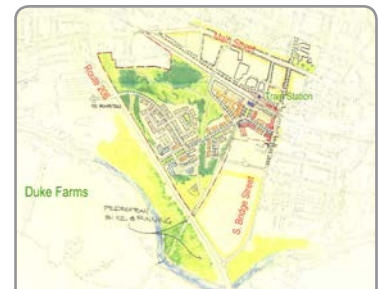 Main Street
Route 206
Train Station
Duke Farms
S. Bridge Street
PEDESTRIAN
BIKE & RUNNING